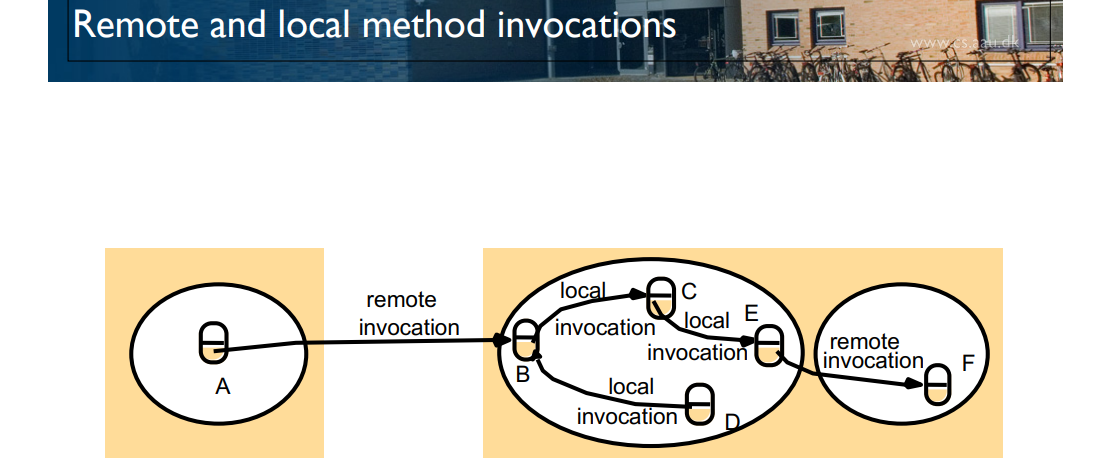 Remote and local method invocations
www.cs.aau.dk
remote
invocation
A
B
local
invocation
C
local
invocation
E
local
invocation
D
remote
invocation
F